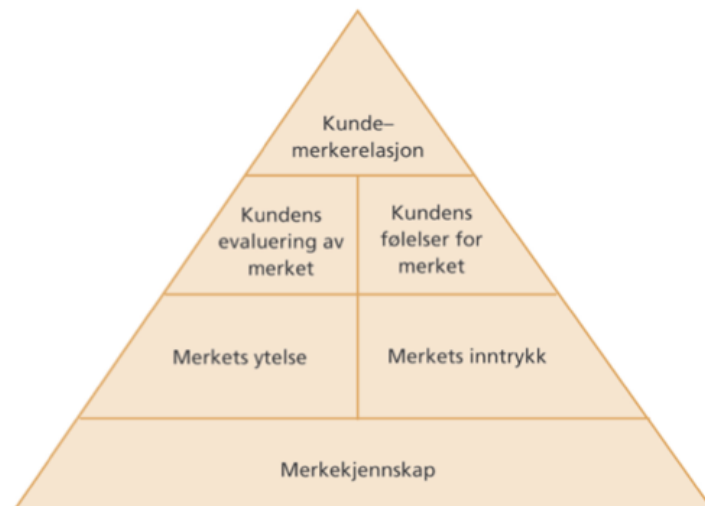 Kunde–
merkerelasjon
Kundens
evaluering av
merket
Kundens
følelser for
merket
Merkets ytelse
Merkets inntrykk
Merkekjennskap